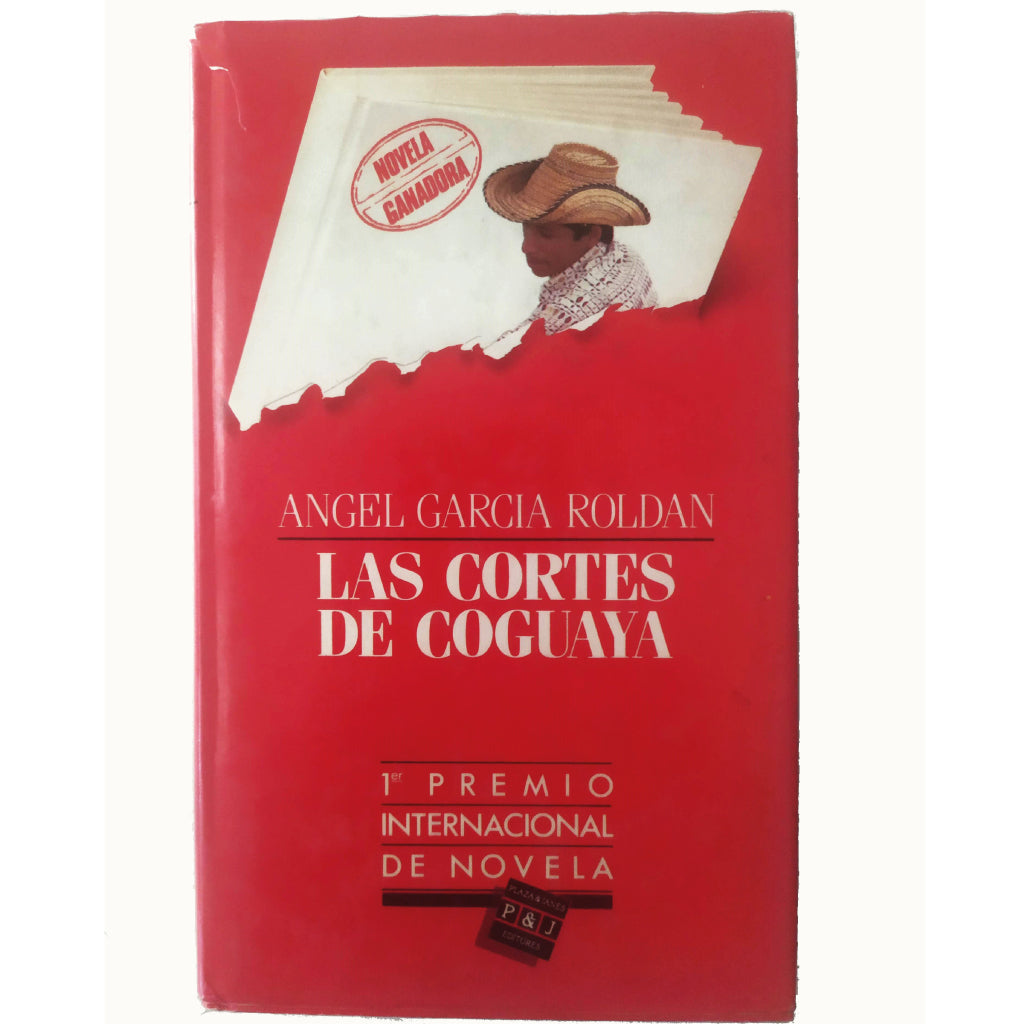 NOVELA
GANADORA
ANGEL GARCIA ROLDAN
LAS CORTES
DE COGUAYA
1er PREMIO
INTERNACIONAL
DE NOVELA
PLAZA & JANES
P & J
EDITORES